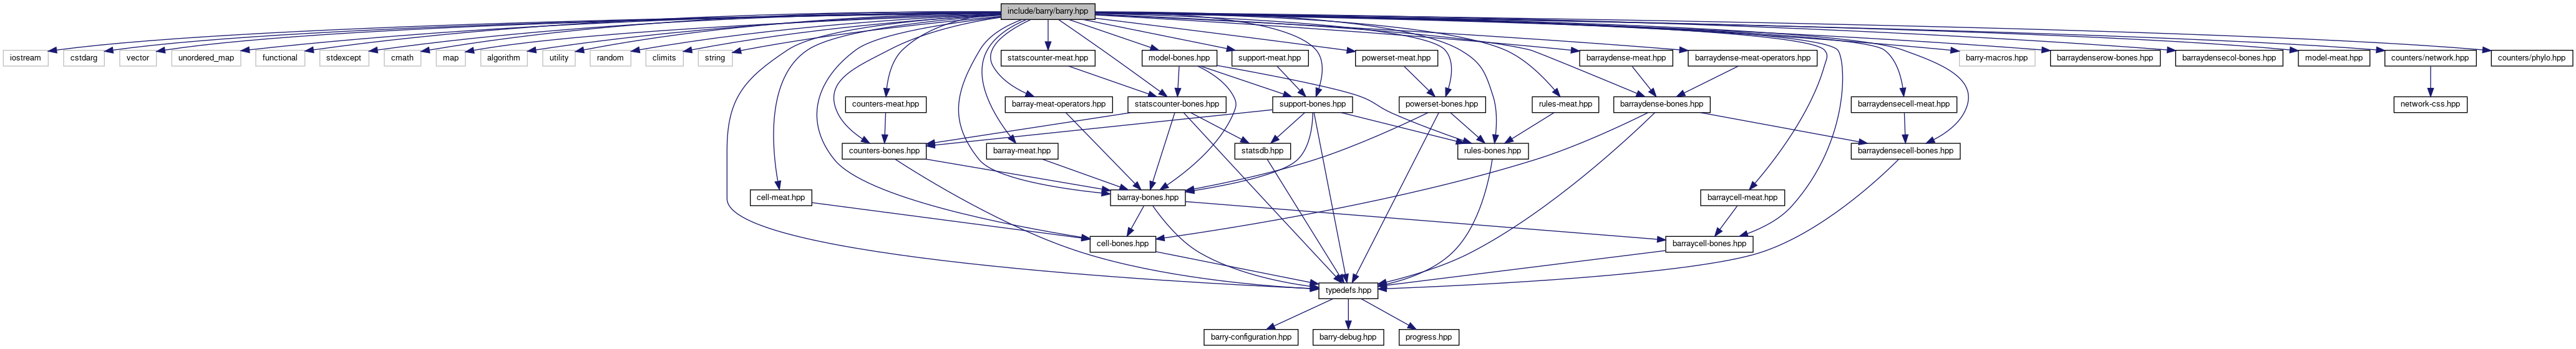 include/barry/barry.hpp
iostream
cstdarg
vector
unordered_map
functional
stdexcept
cmath
map
algorithm
utility
random
climits
string
statscounter-meat.hpp
model-bones.hpp
support-meat.hpp
powerset-meat.hpp
barraydense-meat.hpp
barraydense-meat-operators.hpp
barry-macros.hpp
barraydenserow-bones.hpp
barraydensecol-bones.hpp
model-meat.hpp
counters/network.hpp
counters/phylo.hpp
counters-meat.hpp
barray-meat-operators.hpp
statscounter-bones.hpp
support-bones.hpp
powerset-bones.hpp
rules-meat.hpp
barraydense-bones.hpp
barraydensecell-meat.hpp
network-css.hpp
counters-bones.hpp
barray-meat.hpp
statsdb.hpp
rules-bones.hpp
barraydensecell-bones.hpp
cell-meat.hpp
barray-bones.hpp
barraycell-meat.hpp
cell-bones.hpp
barraycell-bones.hpp
typedefs.hpp
barry-configuration.hpp
barry-debug.hpp
progress.hpp